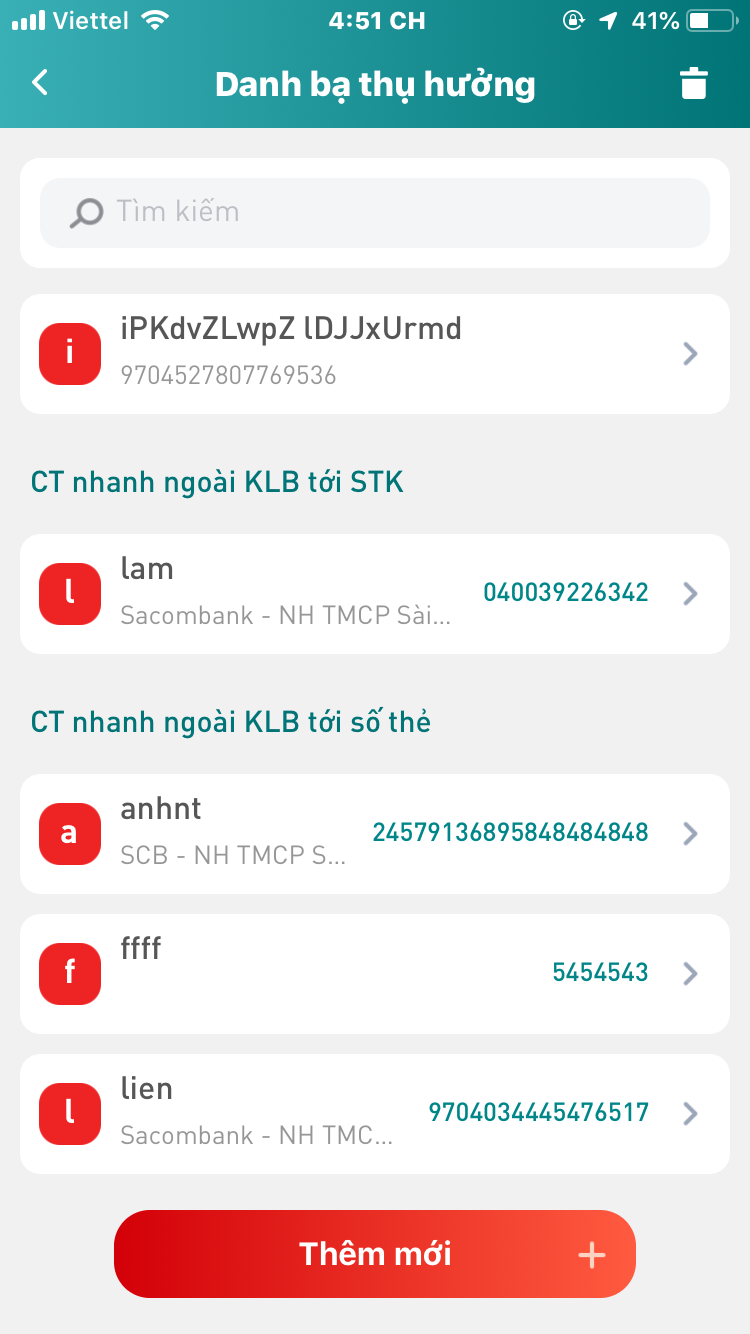 Viettel 4:51 CH 41%
Danh bạ thụ hưởng
Tìm kiếm
i iPKdvZLwpZ lDJJxUrmd
9704527807769536
CT nhanh ngoài KLB tới STK
l lam 040039226342
Sacombank - NH TMCP Sài...
CT nhanh ngoài KLB tới số thẻ
a anhnt 24579136895848484848
SCB - NH TMCP S...
f ffff 5454543
l lien 9704034445476517
Sacombank - NH TMC...
Thêm mới +